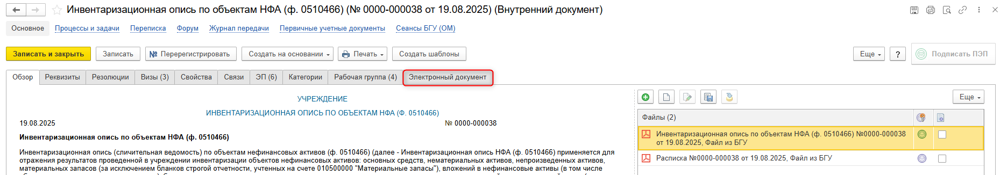 Инвентаризационная опись по объектам НФА (ф. 0510466) (№ 0000-000038 от 19.08.2025) (Внутренний документ)
Основное Процессы и задачи Переписка Форум Журнал передачи Первичные учетные документы Сеансы БГУ (ОМ)
Записать и закрыть Записать № Перерегистрировать Создать на основании Печать Создать шаблоны Еще ? Подписать ПЭП
Обзор Реквизиты Резолюции Визы (3) Свойства Связи ЭП (6) Категории Рабочая группа (4) Электронный документ
УЧРЕЖДЕНИЕ
ИНВЕНТАРИЗАЦИОННАЯ ОПИСЬ ПО ОБЪЕКТАМ НФА (Ф. 0510466)
19.08.2025 № 0000-000038
Инвентаризационная опись по объектам НФА (ф. 0510466)
Инвентаризационная опись (сличительная ведомость) по объектам нефинансовых активов (ф. 0510466) (далее - Инвентаризационная опись НФА (ф. 0510466) применяется для
отражения результатов проведенной в учреждении инвентаризации объектов нефинансовых активов: основных средств, нематериальных активов, непроизведенных активов,
материальных запасов (за исключением бланков строгой отчетности, учтенных на счете 010500000 "Материальные запасы"), вложений в нефинансовые активы (в том числе
Еще
Файлы (2)
Инвентаризационная опись по объектам НФА (ф. 0510466) №0000-000038
от 19.08.2025, Файл из БГУ
Расписка №0000-000038 от 19.08.2025, Файл из БГУ